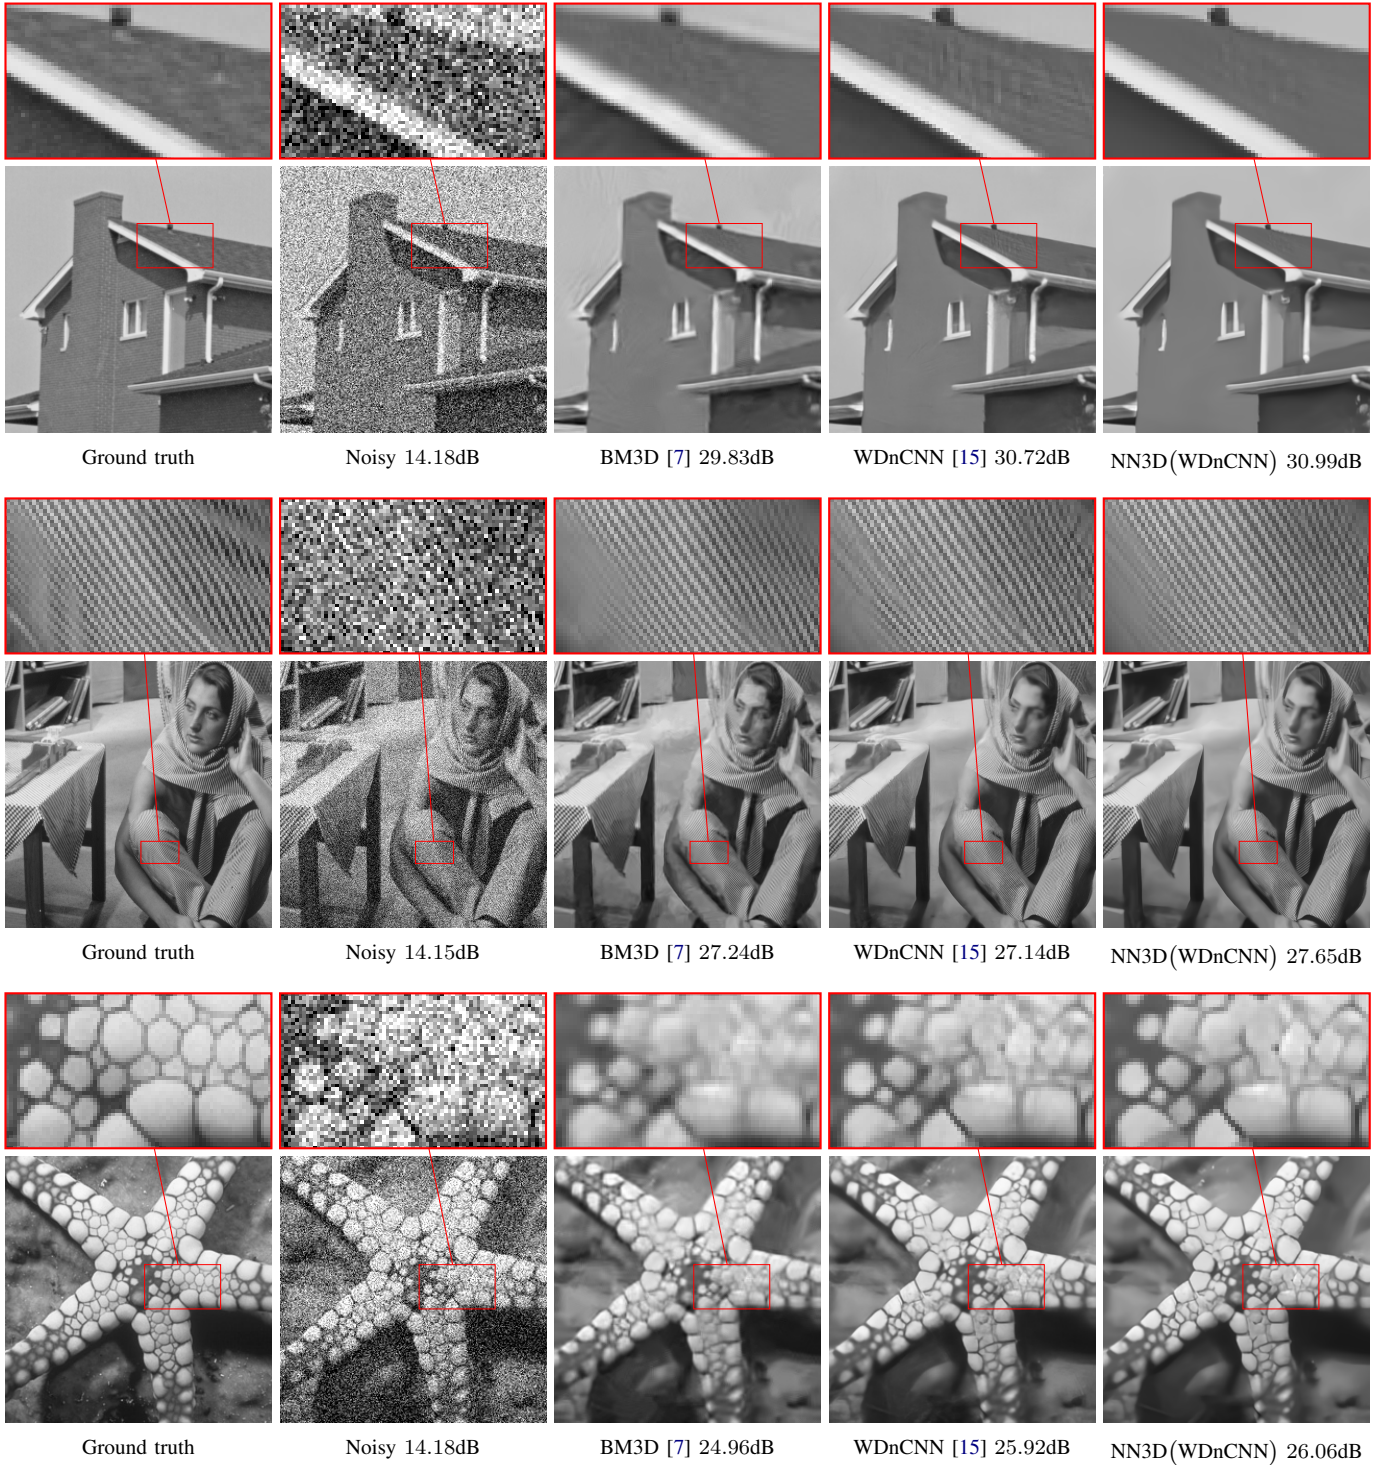 Ground truth Noisy 14.18dB BM3D [7] 29.83dB WDnCNN [15] 30.72dB NN3D(WDnCNN) 30.99dB
Ground truth Noisy 14.15dB BM3D [7] 27.24dB WDnCNN [15] 27.14dB NN3D(WDnCNN) 27.65dB
Ground truth Noisy 14.18dB BM3D [7] 24.96dB WDnCNN [15] 25.92dB NN3D(WDnCNN) 26.06dB